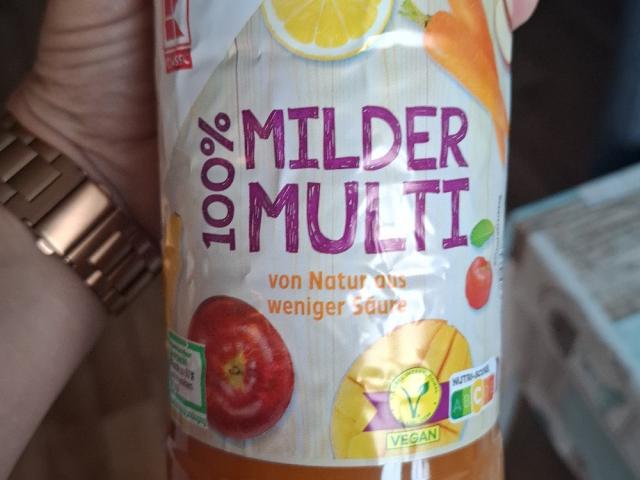 100% MILDER
MULTI
von Natur aus
weniger Säure
VEGAN
NUTRI-SCORE